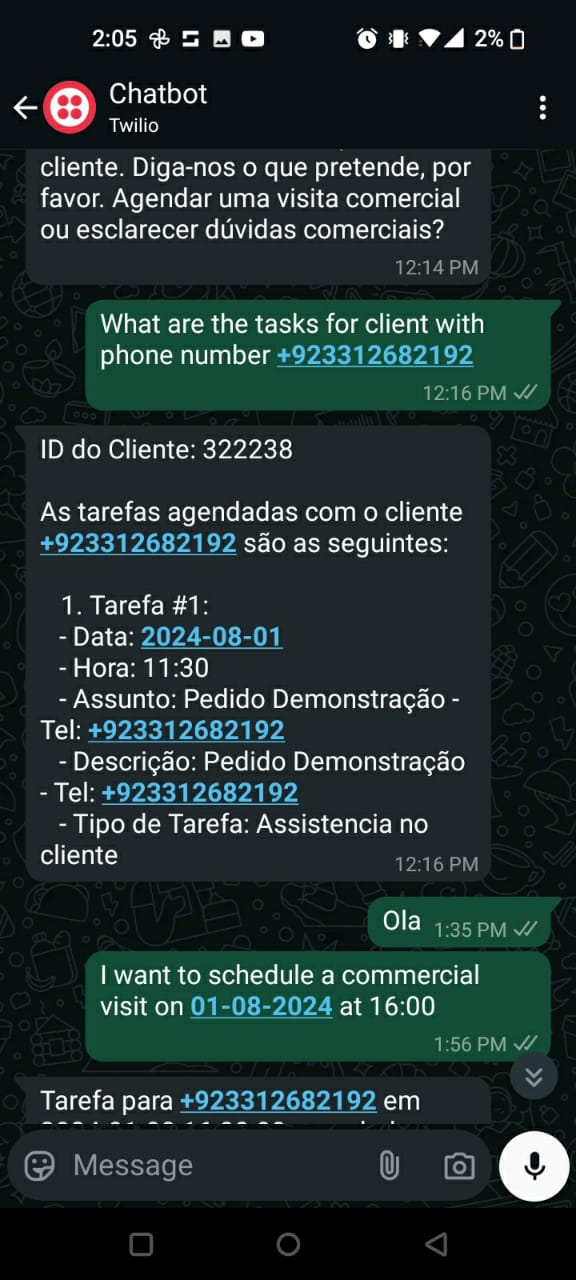 2:05 2%
Chatbot
Twilio
cliente. Diga-nos o que pretende, por
favor. Agendar uma visita comercial
ou esclarecer dúvidas comerciais?
12:14 PM
What are the tasks for client with
phone number +923312682192
12:16 PM
ID do Cliente: 322238
As tarefas agendadas com o cliente
+923312682192 são as seguintes:
1. Tarefa #1:
- Data: 2024-08-01
- Hora: 11:30
- Assunto: Pedido Demonstração -
Tel: +923312682192
- Descrição: Pedido Demonstração
- Tel: +923312682192
- Tipo de Tarefa: Assistencia no
cliente
12:16 PM
Ola 1:35 PM
I want to schedule a commercial
visit on 01-08-2024 at 16:00
1:56 PM
Tarefa para +923312682192 em
Message